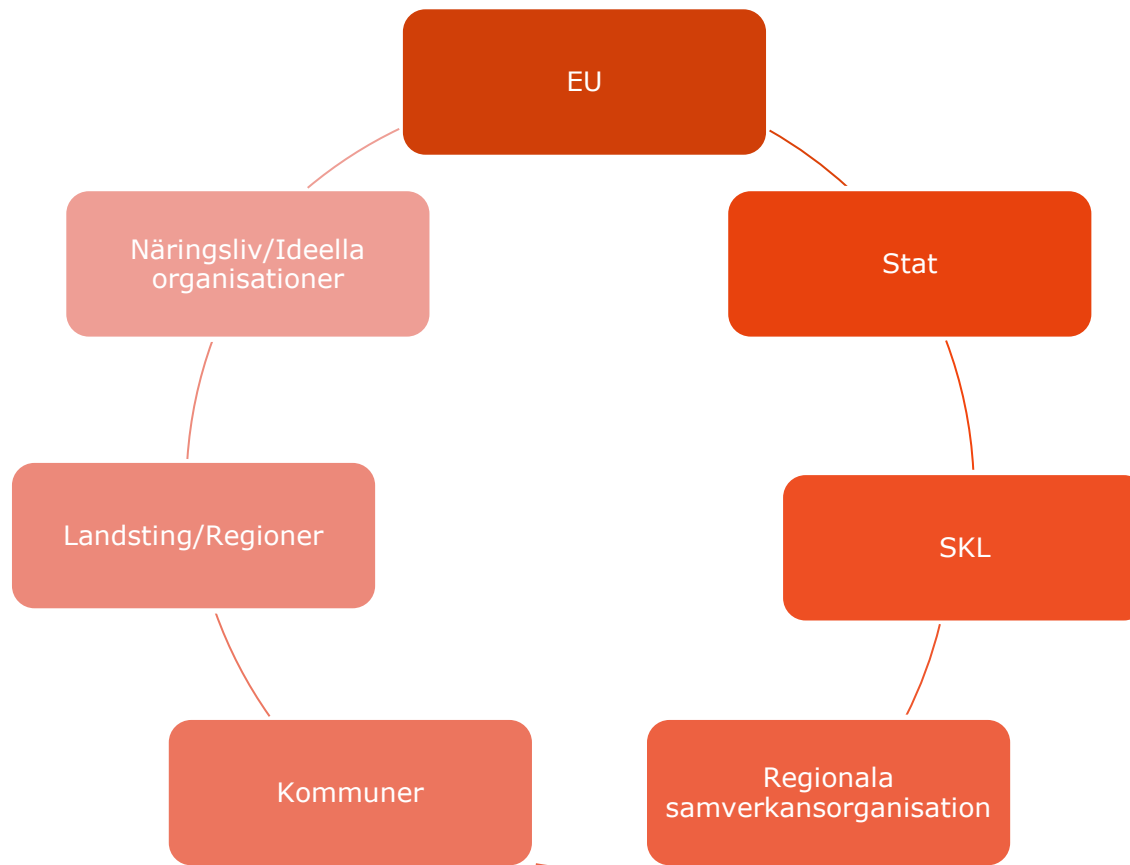 EU
Näringsliv/Ideella
organisationer
Stat
Landsting/Regioner
SKL
Kommuner
Regionala
samverkansorganisation